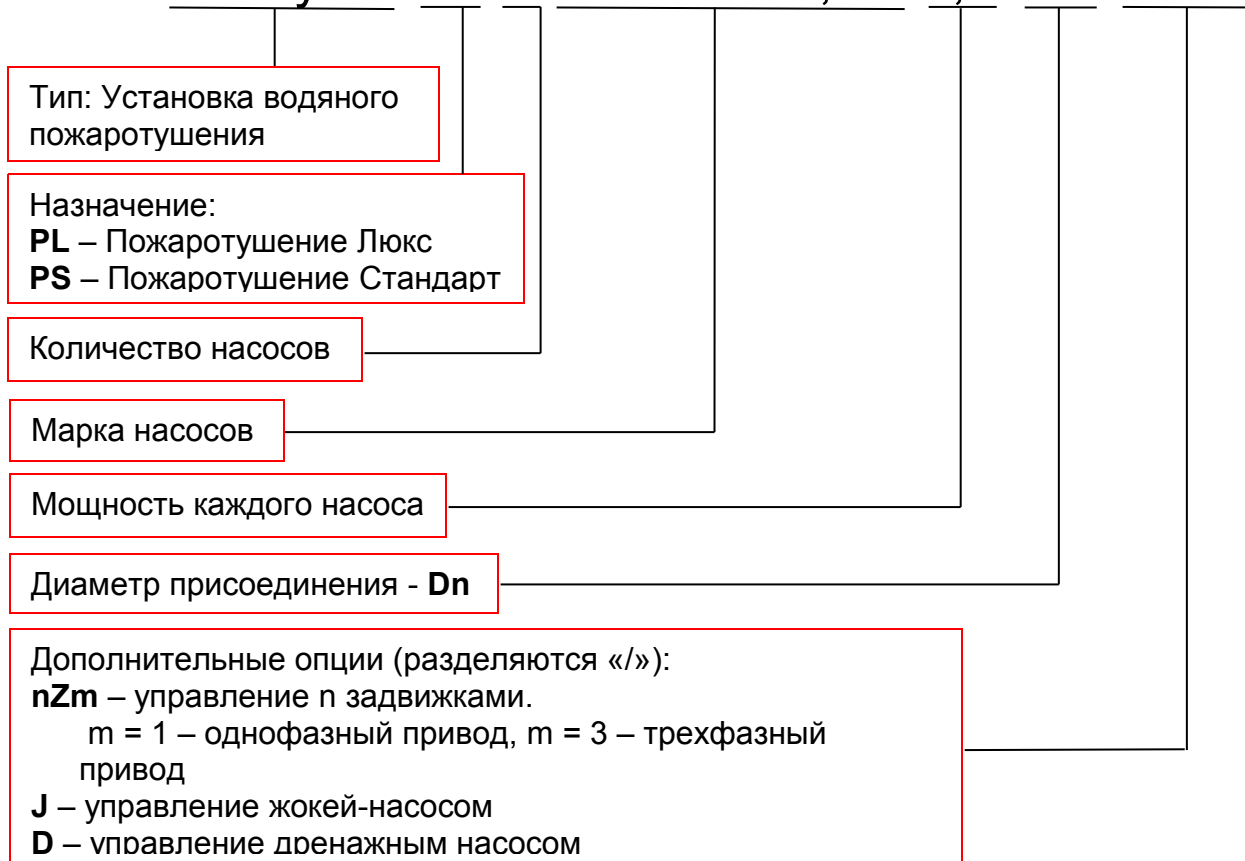 Тип: Установка водяного
пожаротушения
Назначение:
PL – Пожаротушение Люкс
PS – Пожаротушение Стандарт
Количество насосов
Марка насосов
Мощность каждого насоса
Диаметр присоединения - Dn
Дополнительные опции (разделяются «/»):
nZm – управление n задвижками.
m = 1 – однофазный привод, m = 3 – трехфазный
привод
J – управление жокей-насосом
D – управление дренажным насосом